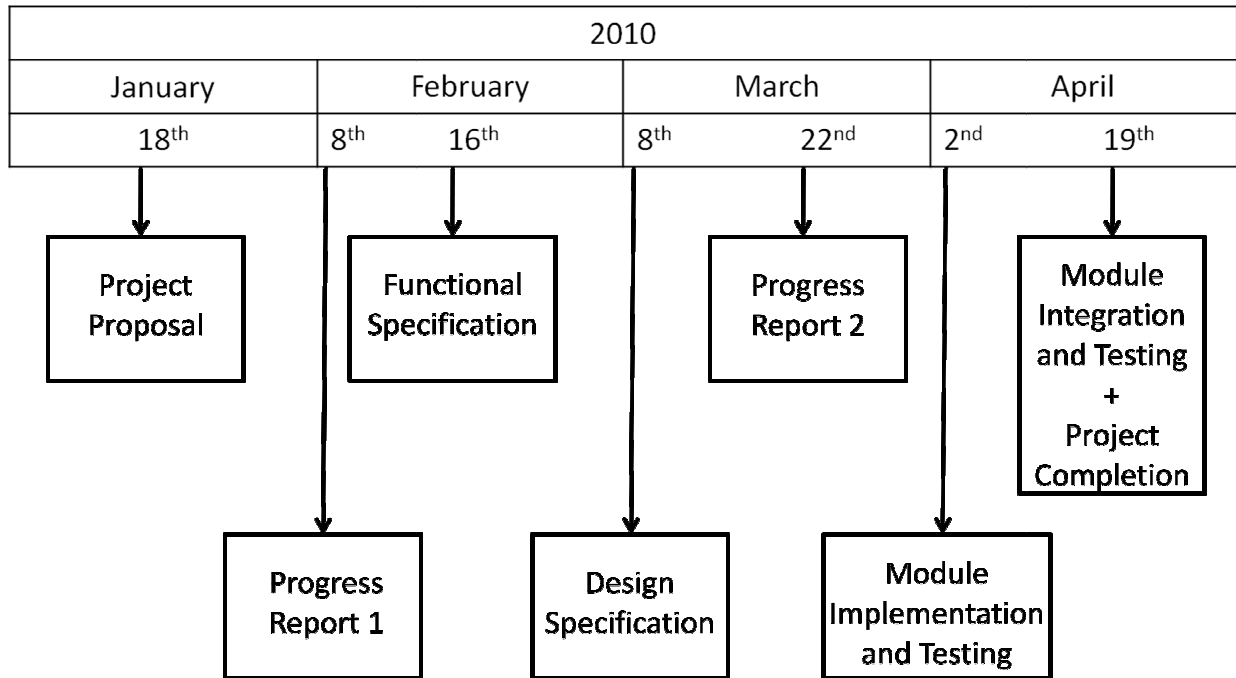 2010
January February March April
18th 8th 16th 8th 22nd 2nd 19th
Project
Proposal
Functional
Specification
Progress
Report 2
Module
Integration
and Testing
+
Project
Completion
Progress
Report 1
Design
Specification
Module
Implementation
and Testing